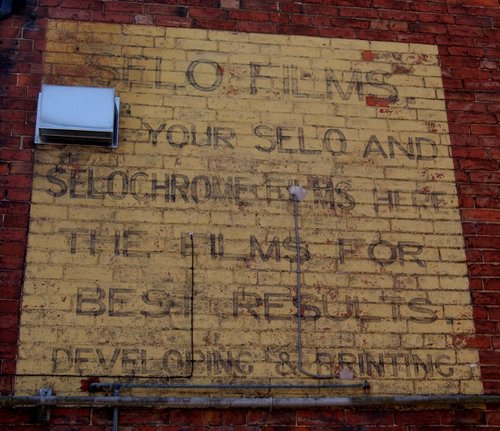 SELO FILMS.
YOUR SELO AND
SELOCHROME FILMS HERE
THE FILMS FOR
BEST RESULTS
DEVELOPING & PRINTING